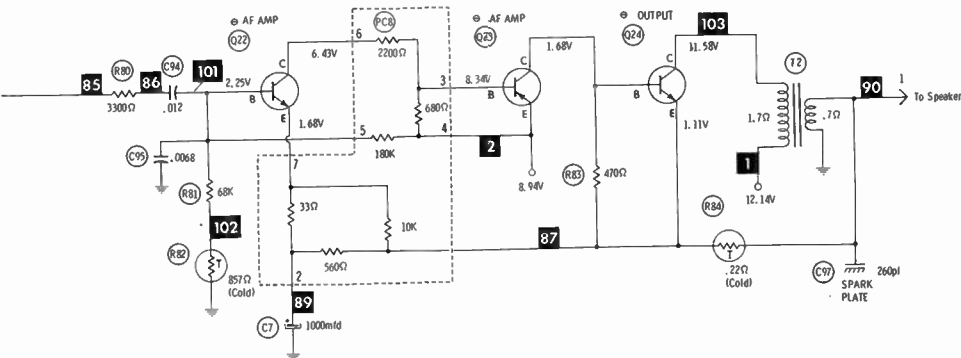 ⊖ AF AMP
Q22
PC8
⊖ AF AMP
Q23
⊖ OUTPUT
Q24
103
11.58V
T2
6
2200Ω
6.43V
1.68V
85
R80
86
C94
101
2.25V
C
B
E
3
8.34V
C
B
E
C
B
E
90
1
To Speaker
3300Ω
.012
1.68V
680Ω
1.11V
1.7Ω
.7Ω
5
4
C95
.0068
180K
2
1
7
R83
470Ω
8.94V
12.14V
R81
68K
R84
102
33Ω
10K
87
R82
T
560Ω
T
857Ω
(Cold)
2
.22Ω
(Cold)
C97
260pf
SPARK
PLATE
89
C7
+
1000mfd